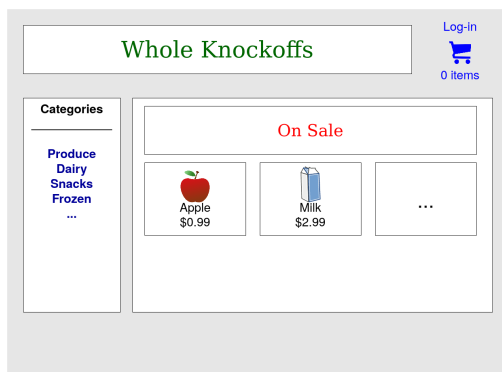 Whole Knockoffs
Log-in
0 items
Categories
Produce
Dairy
Snacks
Frozen
...
On Sale
Apple
$0.99
Milk
$2.99
...